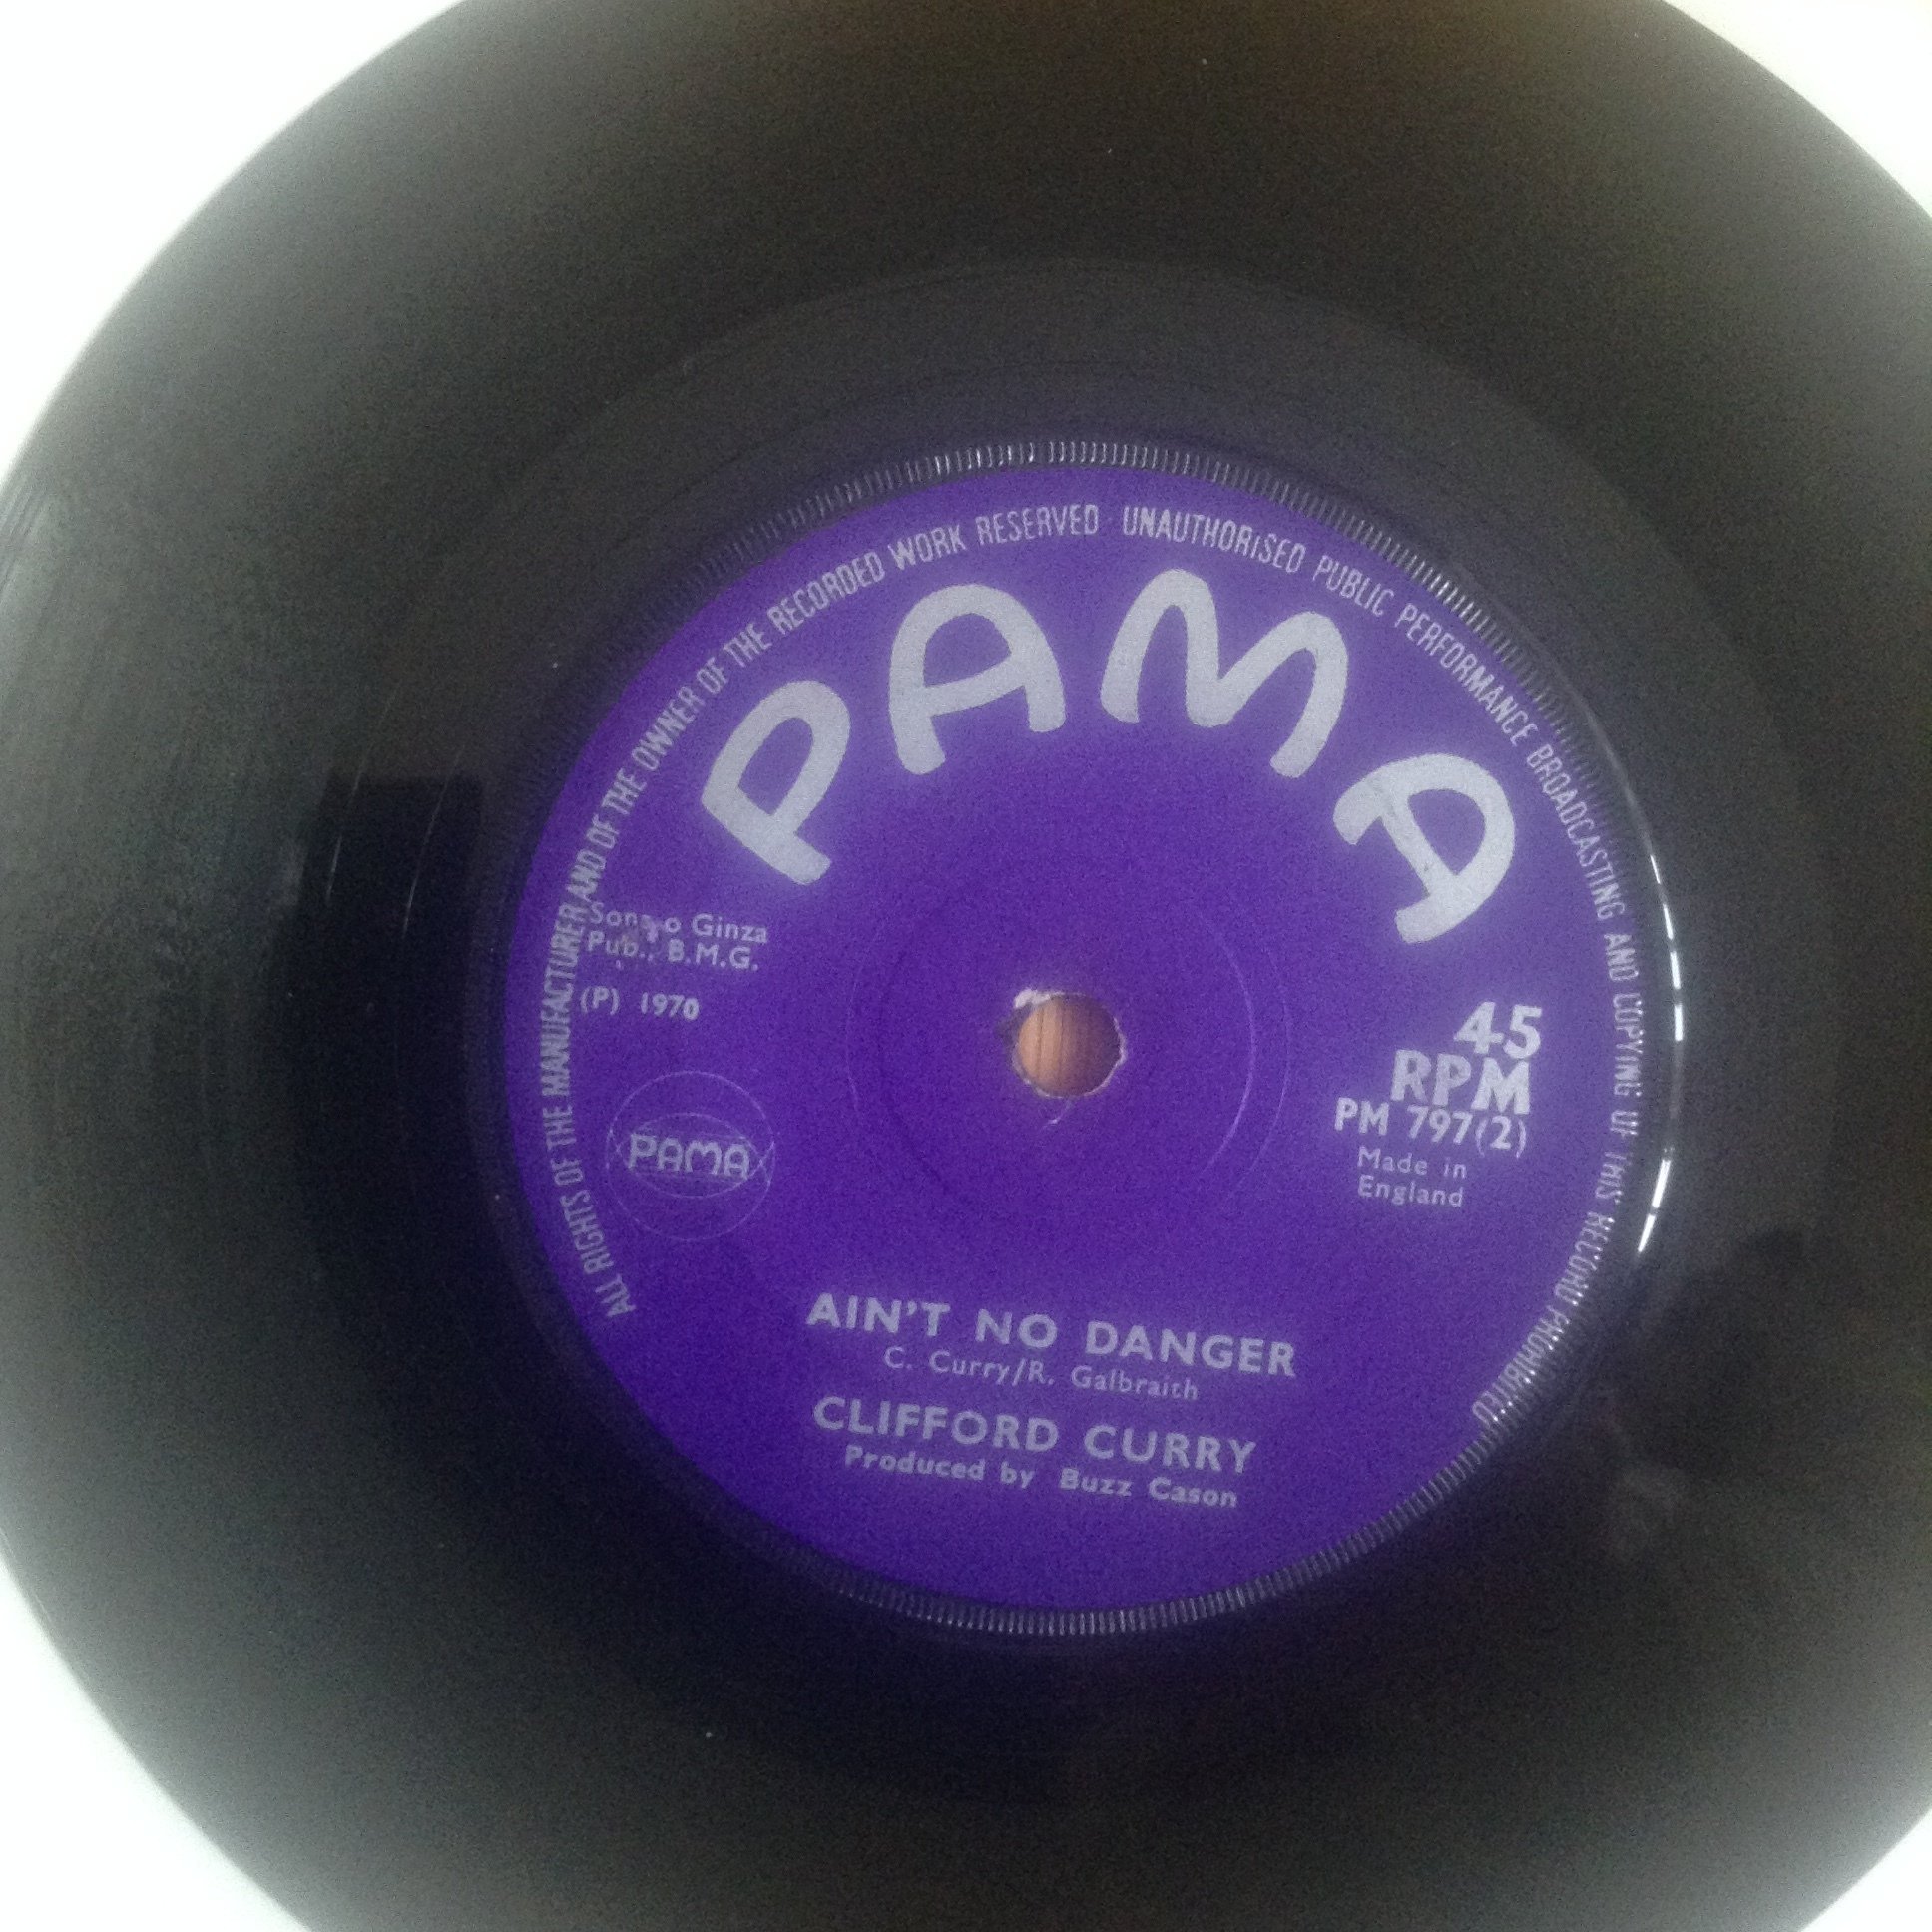 ALL RIGHTS OF THE MANUFACTURER AND OF THE OWNER OF THE RECORDED WORK RESERVED · UNAUTHORISED PUBLIC PERFORMANCE BROADCASTING AND COPYING OF THIS RECORD PROHIBITED
PAMA
Ginza
Pub.: B.M.G.
(P) 1970
45
RPM
PM 797(2)
Made in
England
PAMA
AIN'T NO DANGER
C. Curry/R. Galbraith
CLIFFORD CURRY
Produced by Buzz Cason